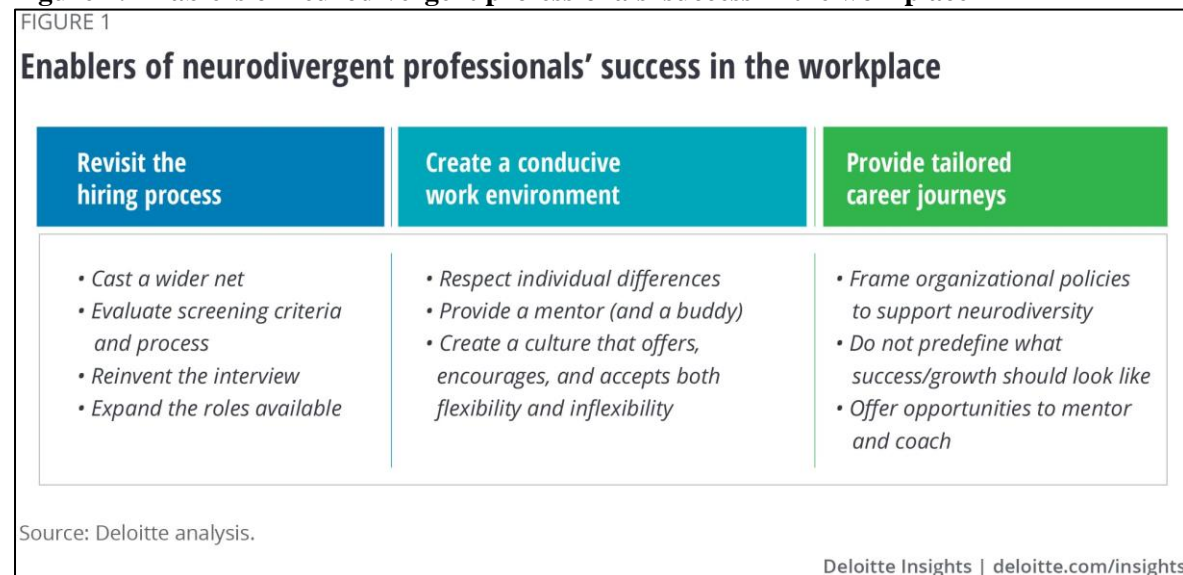 FIGURE 1
Enablers of neurodivergent professionals’ success in the workplace
Revisit the
hiring process
• Cast a wider net
• Evaluate screening criteria
and process
• Reinvent the interview
• Expand the roles available
Create a conducive
work environment
• Respect individual differences
• Provide a mentor (and a buddy)
• Create a culture that offers,
encourages, and accepts both
flexibility and inflexibility
Provide tailored
career journeys
• Frame organizational policies
to support neurodiversity
• Do not predefine what
success/growth should look like
• Offer opportunities to mentor
and coach
Source: Deloitte analysis.
Deloitte Insights | deloitte.com/insights